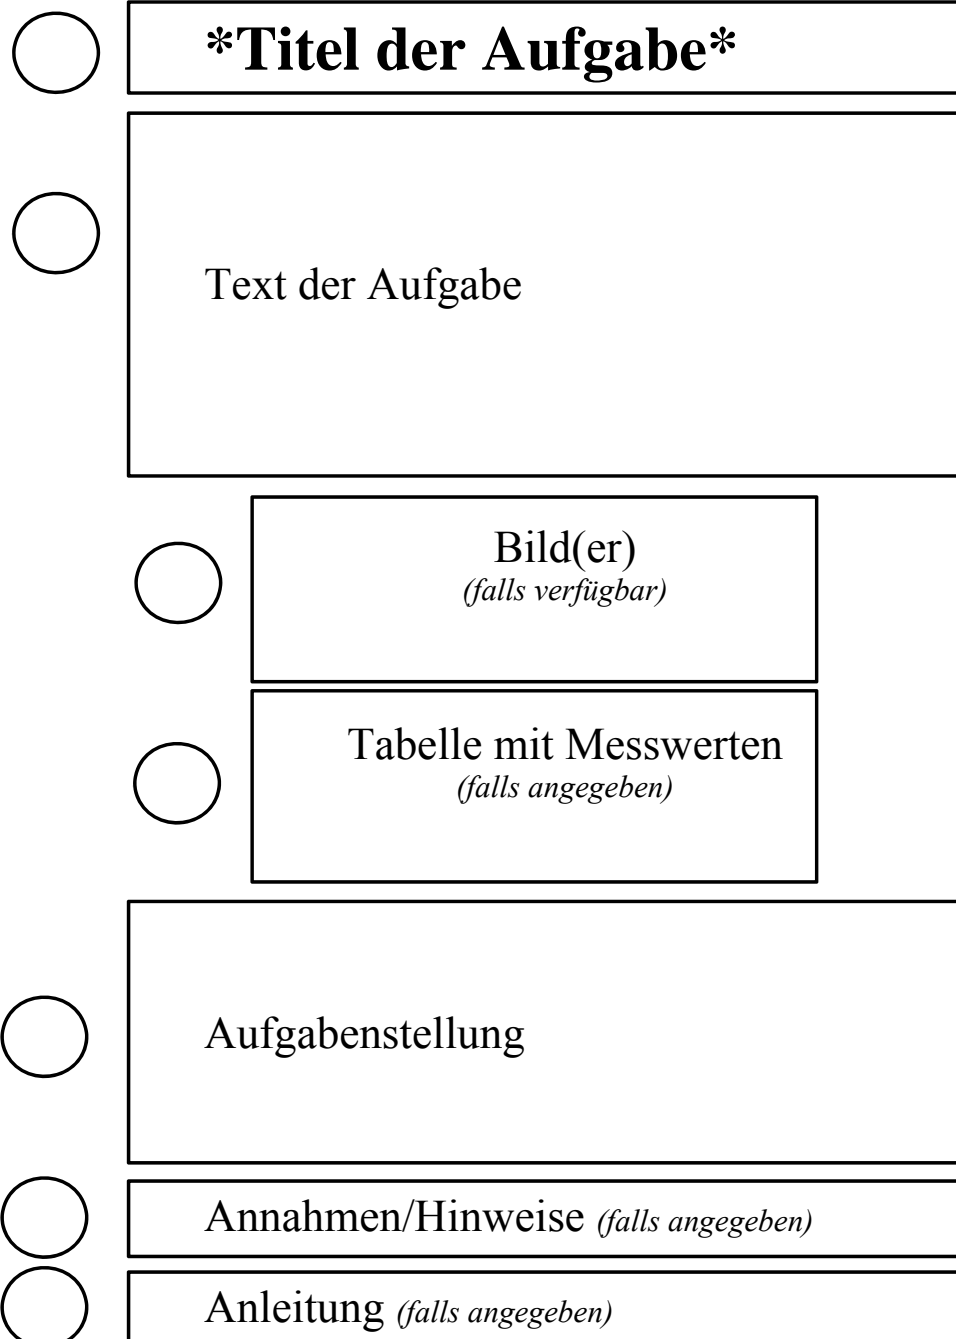 *Titel der Aufgabe*
Text der Aufgabe
Bild(er)
(falls verfügbar)
Tabelle mit Messwerten
(falls angegeben)
Aufgabenstellung
Annahmen/Hinweise (falls angegeben)
Anleitung (falls angegeben)